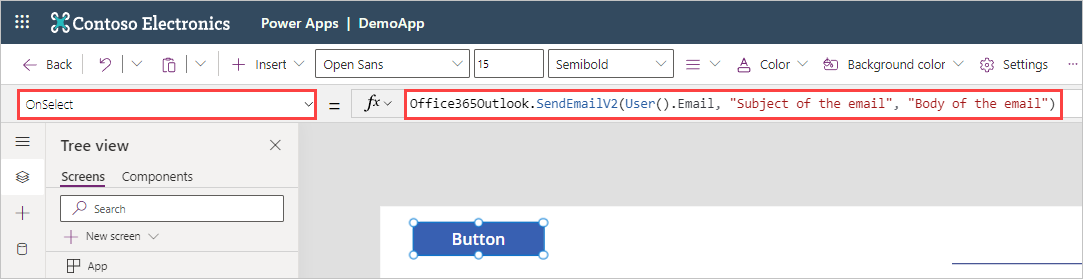 Contoso Electronics Power Apps | DemoApp
Back Insert Open Sans 15 Semibold Color Background color Settings ...
OnSelect = fx Office365Outlook.SendEmailV2(User().Email, "Subject of the email", "Body of the email")
Tree view
Screens Components
Search
New screen
App
Button